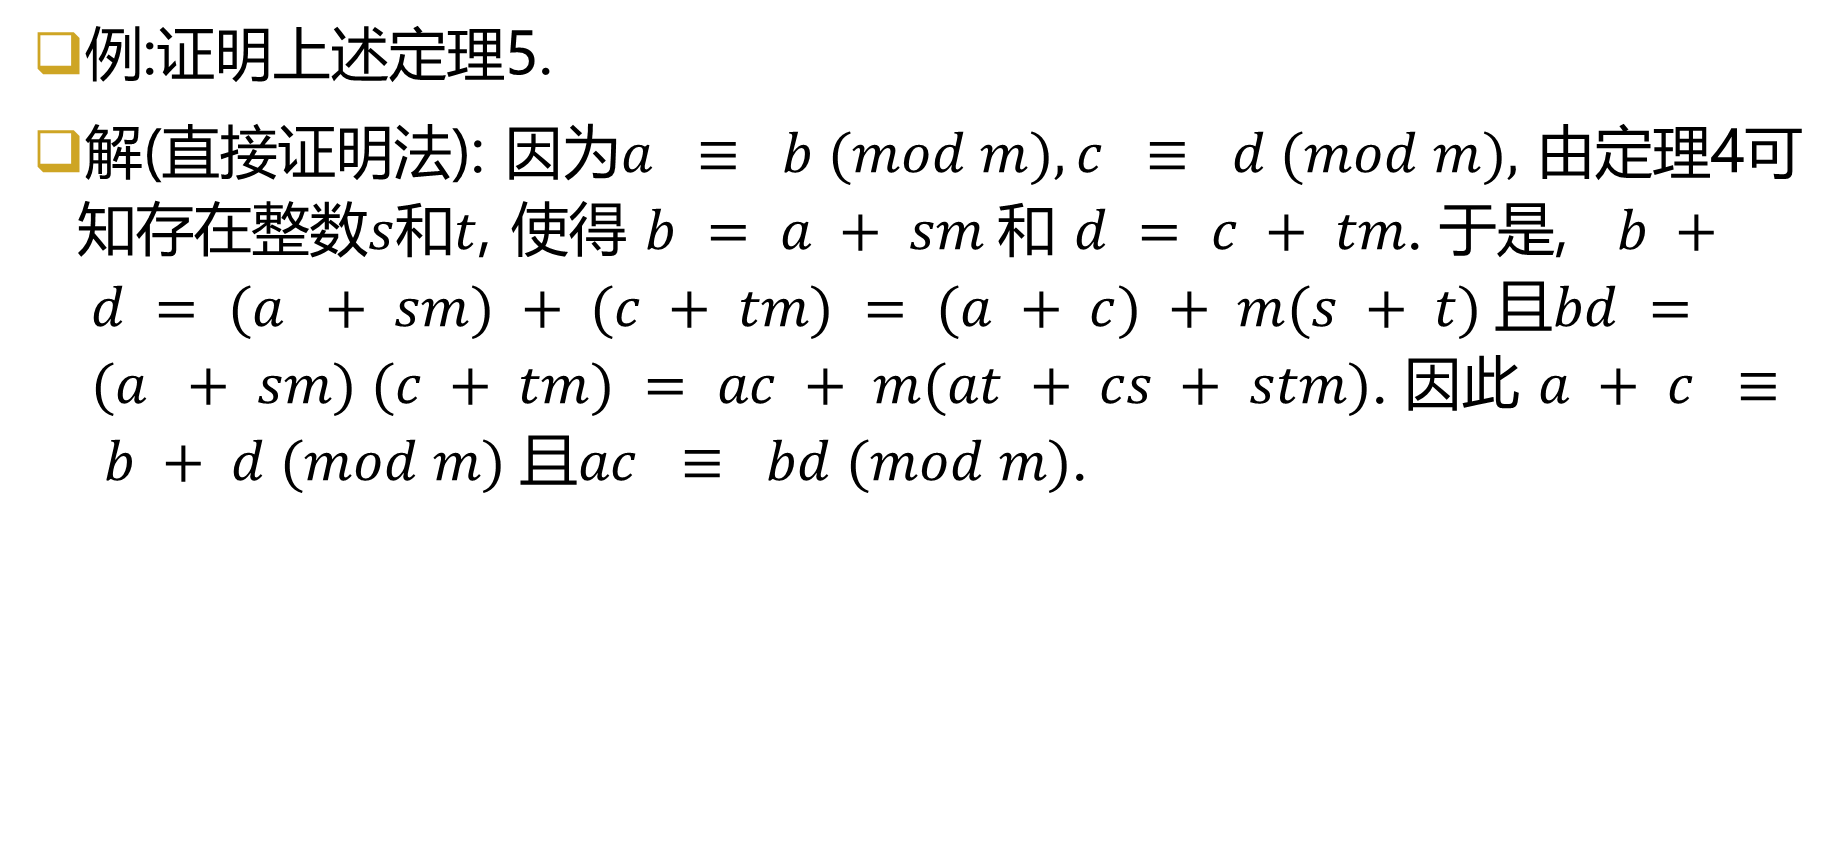 ❑例:证明上述定理5.
❑解(直接证明法): 因为a ≡ b (mod m), c ≡ d (mod m), 由定理4可
知存在整数s和t, 使得 b = a + sm 和 d = c + tm. 于是, b +
d = (a + sm) + (c + tm) = (a + c) + m(s + t) 且bd =
(a + sm) (c + tm) = ac + m(at + cs + stm). 因此 a + c ≡
b + d (mod m) 且ac ≡ bd (mod m).